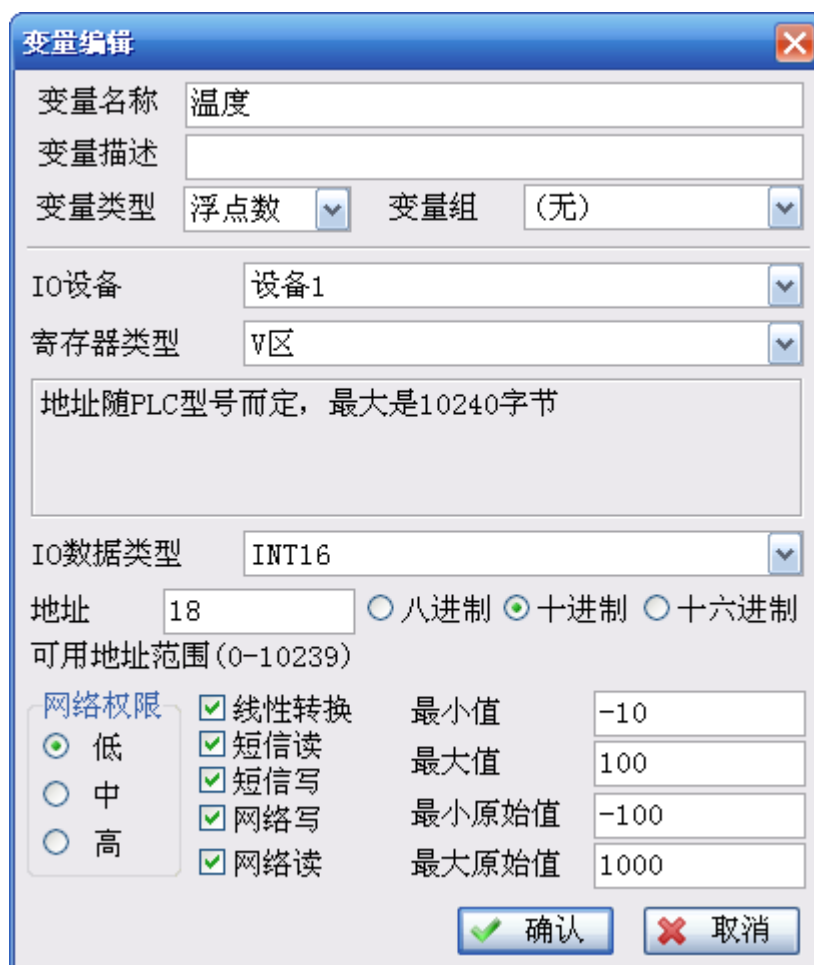 变量编辑
变量名称 温度
变量描述
变量类型 浮点数 变量组 (无)
IO设备 设备1
寄存器类型 V区
地址随PLC型号而定，最大是10240字节
IO数据类型 INT16
地址 18 八进制 十进制 十六进制
可用地址范围(0-10239)
网络权限 线性转换 最小值 -10
低 短信读 最大值 100
中 短信写 最小原始值 -100
高 网络写 最大原始值 1000
网络读
确认 取消